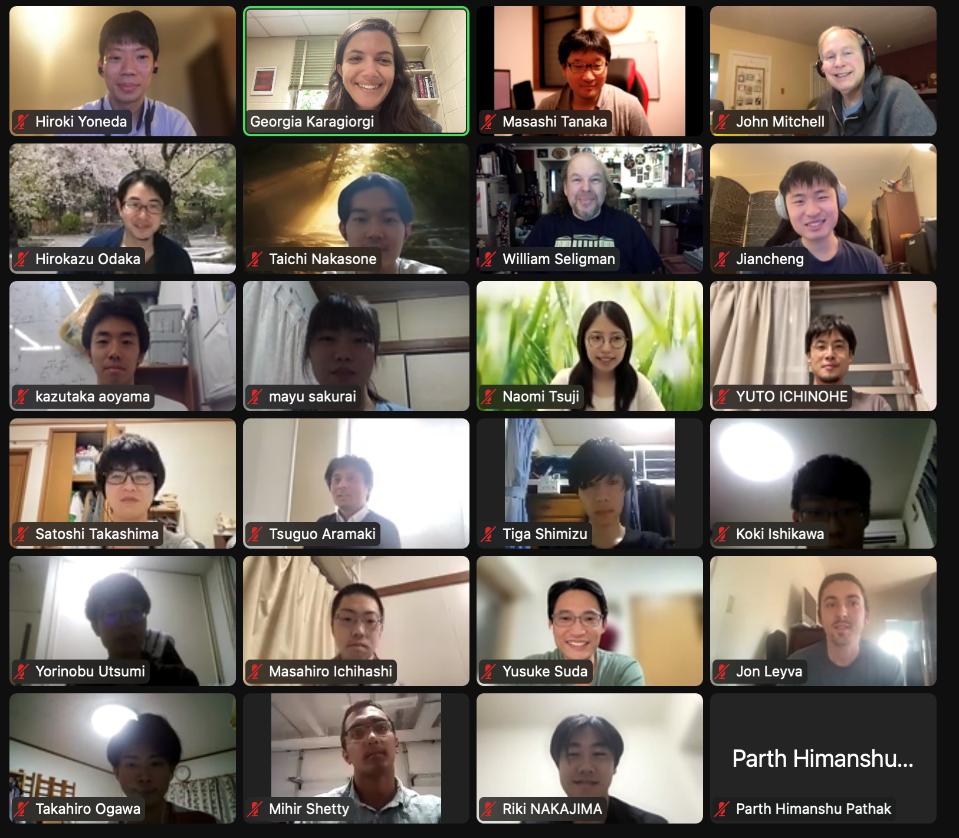 Hiroki Yoneda
Georgia Karagiorgi
Masashi Tanaka
John Mitchell
Hirokazu Odaka
Taichi Nakasone
William Seligman
Jiancheng
kazutaka aoyama
mayu sakurai
Naomi Tsuji
YUTO ICHINOHE
Satoshi Takashima
Tsuguo Aramaki
Tiga Shimizu
Koki Ishikawa
Yorinobu Utsumi
Masahiro Ichihashi
Yusuke Suda
Jon Leyva
Takahiro Ogawa
Mihir Shetty
Riki NAKAJIMA
Parth Himanshu...
Parth Himanshu Pathak